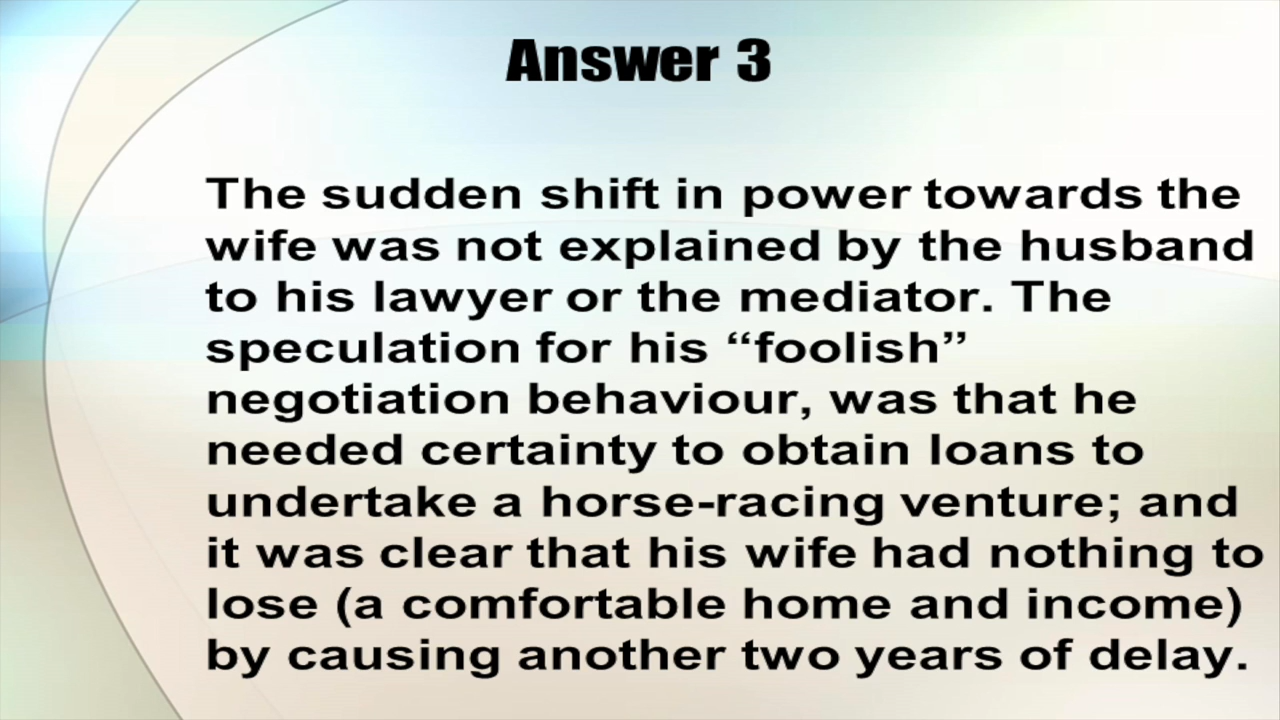 Answer 3
The sudden shift in power towards the
wife was not explained by the husband
to his lawyer or the mediator. The
speculation for his “foolish”
negotiation behaviour, was that he
needed certainty to obtain loans to
undertake a horse-racing venture; and
it was clear that his wife had nothing to
lose (a comfortable home and income)
by causing another two years of delay.